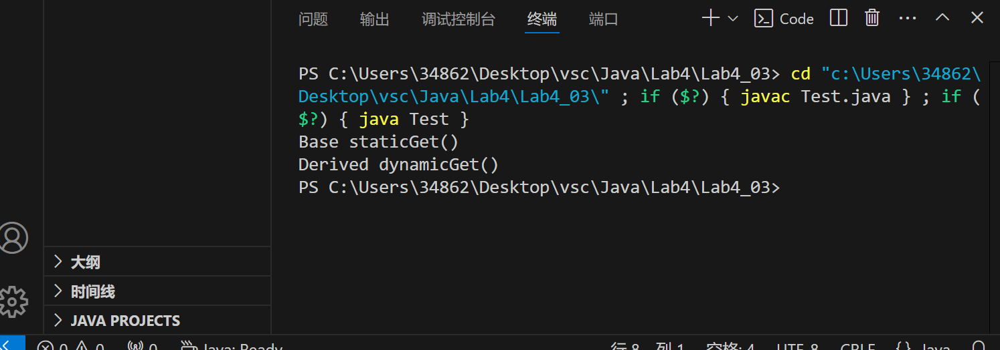 问题 输出 调试控制台 终端 端口 Code
PS C:\Users\34862\Desktop\vsc\Java\Lab4\Lab4_03> cd "c:\Users\34862\
Desktop\vsc\Java\Lab4\Lab4_03\" ; if ($?) { javac Test.java } ; if (
$?) { java Test }
Base staticGet()
Derived dynamicGet()
PS C:\Users\34862\Desktop\vsc\Java\Lab4\Lab4_03>
大纲
时间线
JAVA PROJECTS
0 0 0 Java: Ready 行 8, 列 1 空格: 4 UTF-8 CRLF {} Java